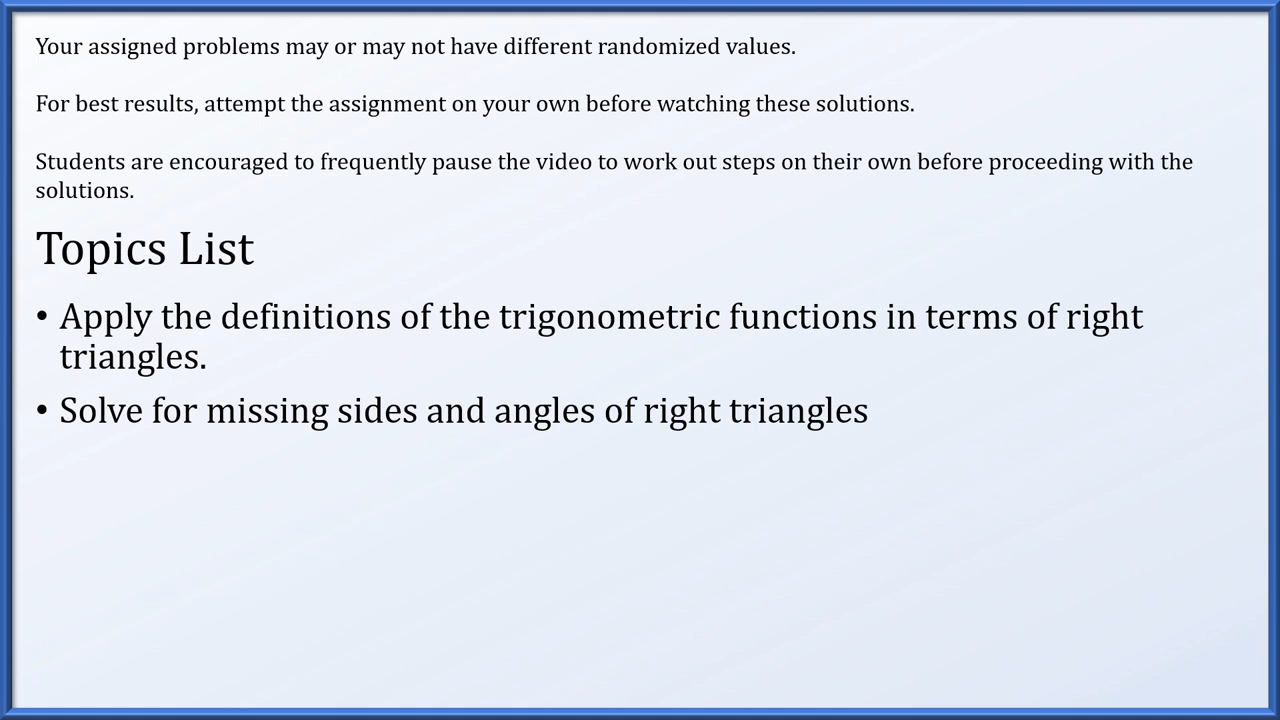 Your assigned problems may or may not have different randomized values.
For best results, attempt the assignment on your own before watching these solutions.
Students are encouraged to frequently pause the video to work out steps on their own before proceeding with the
solutions.
Topics List
• Apply the definitions of the trigonometric functions in terms of right
triangles.
• Solve for missing sides and angles of right triangles